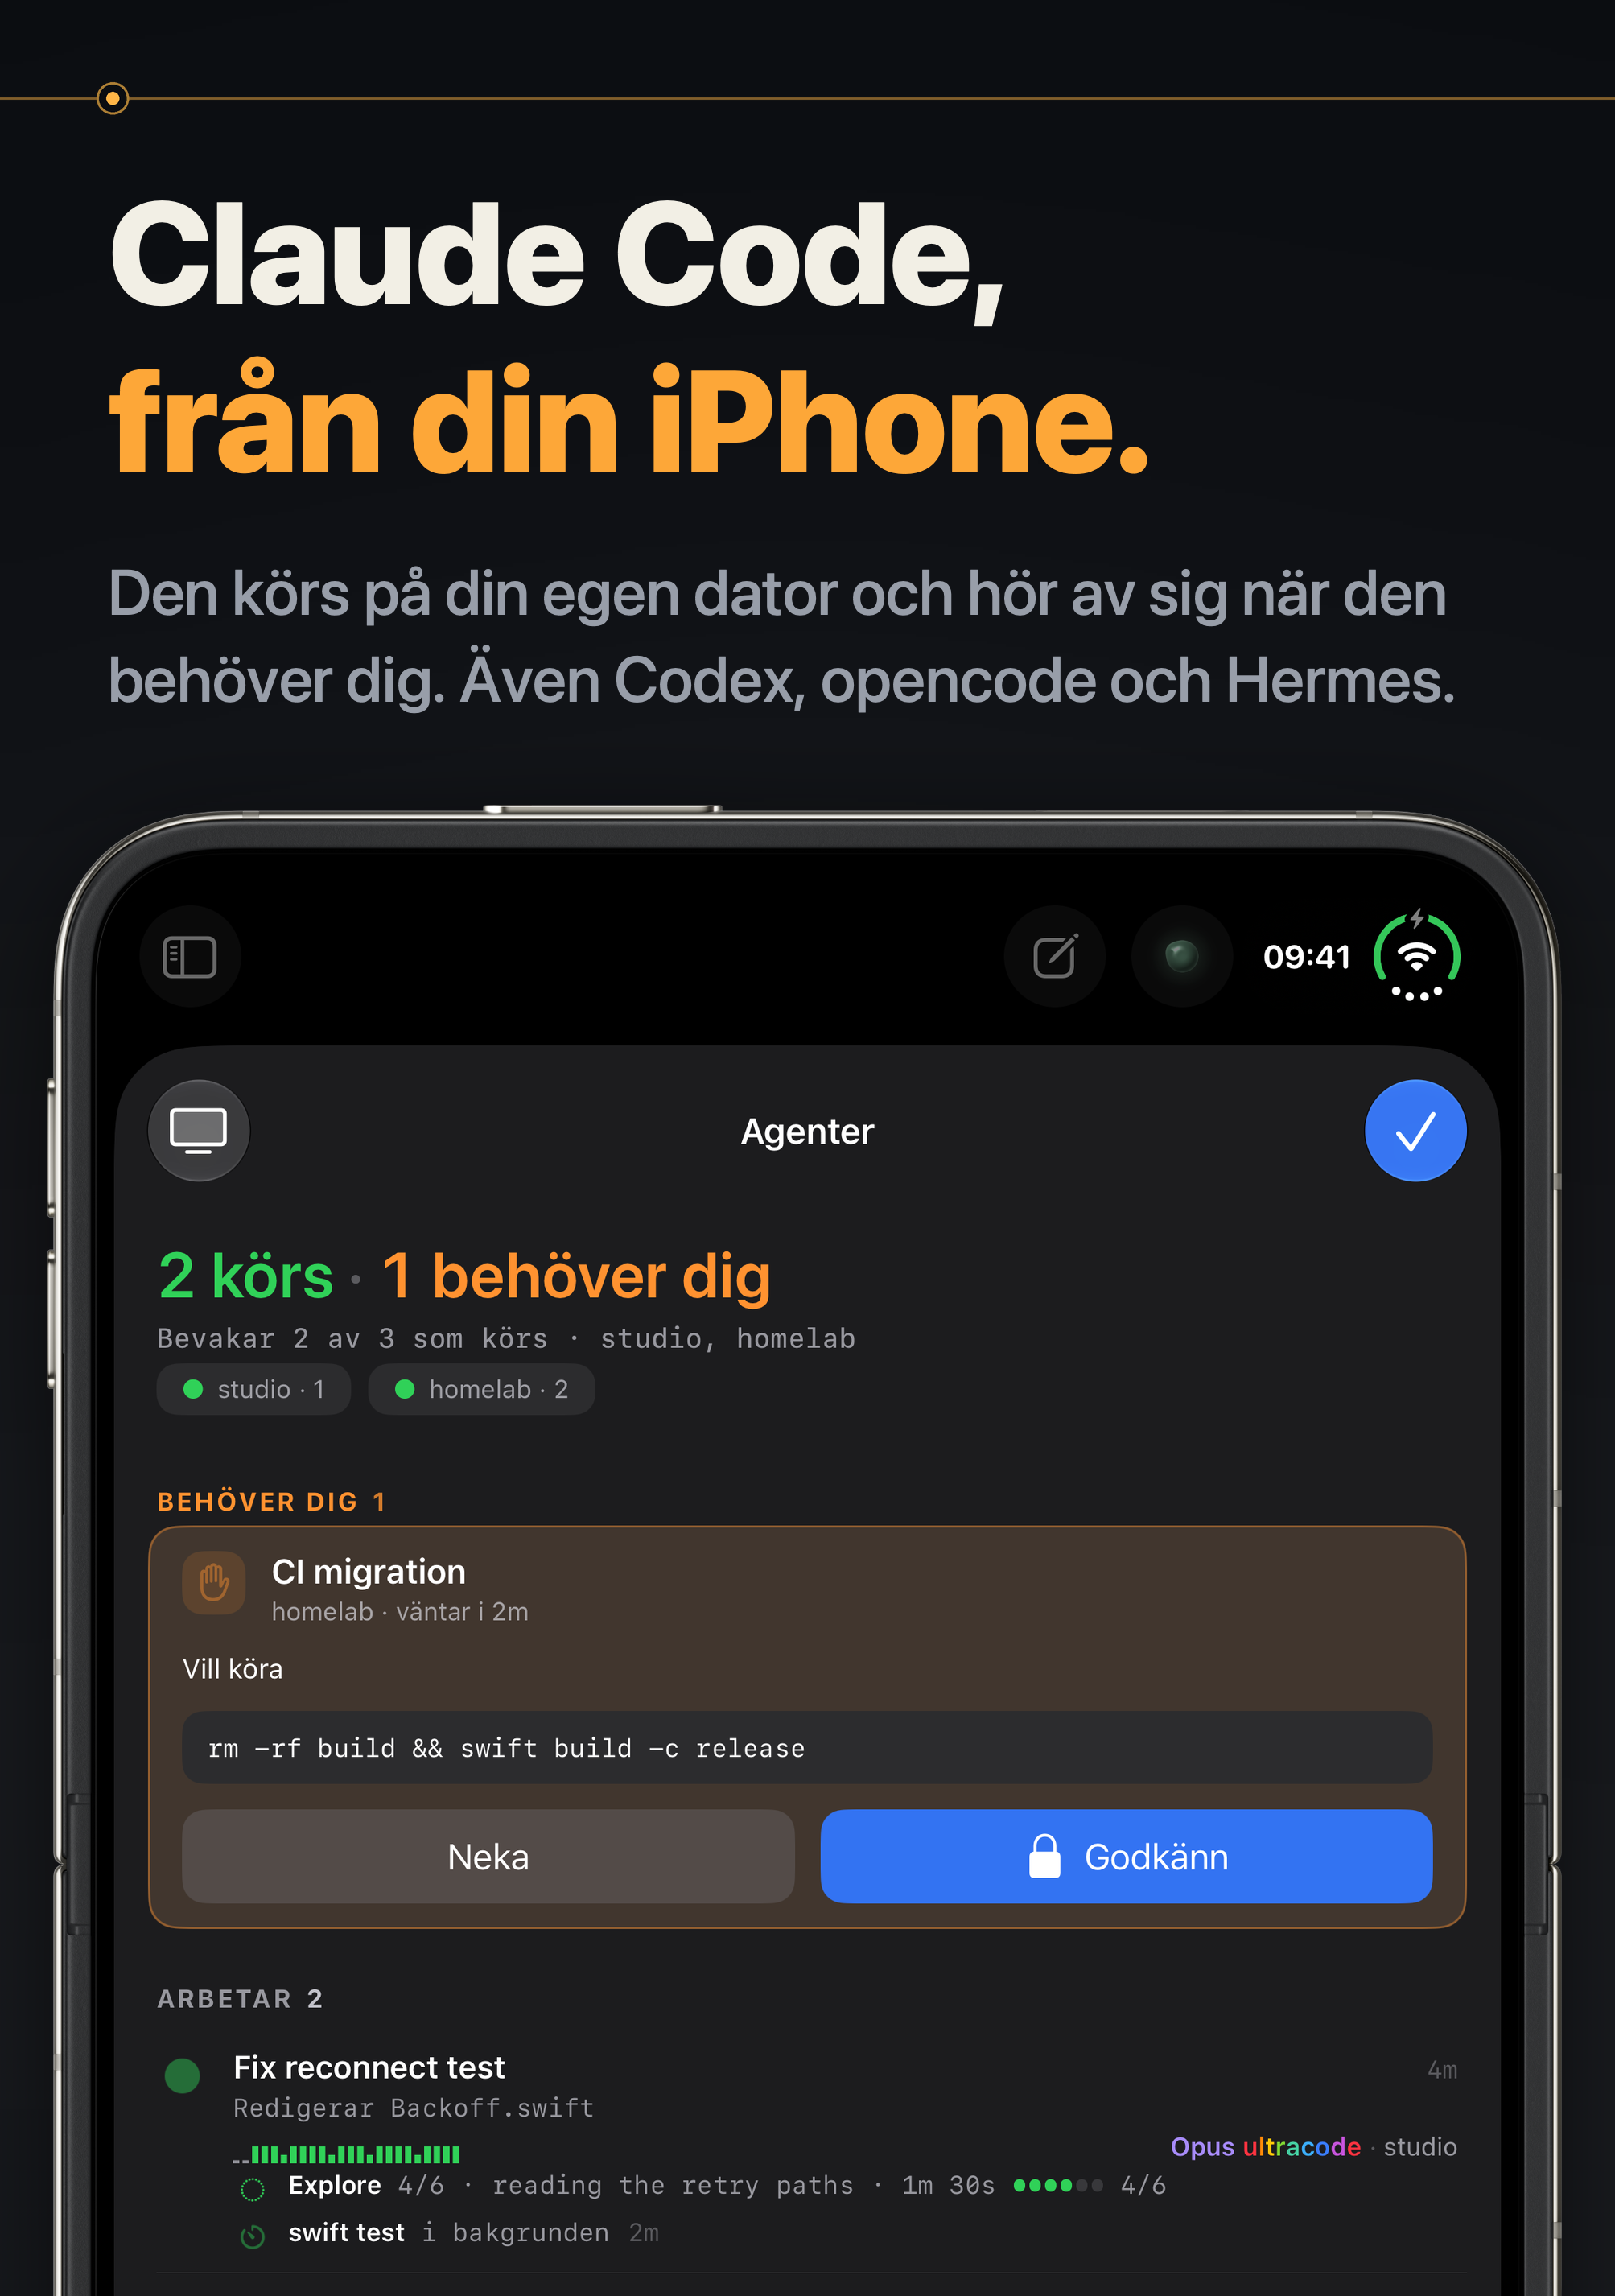 Claude Code,
från din iPhone.
Den körs på din egen dator och hör av sig när den
behöver dig. Även Codex, opencode och Hermes.
09:41
Agenter
2 körs · 1 behöver dig
Bevakar 2 av 3 som körs · studio, homelab
studio · 1 homelab · 2
BEHÖVER DIG 1
CI migration
homelab · väntar i 2m
Vill köra
rm –rf build && swift build –c release
Neka Godkänn
ARBETAR 2
Fix reconnect test 4m
Redigerar Backoff.swift
Opus ultracode · studio
Explore 4/6 · reading the retry paths · 1m 30s 4/6
swift test i bakgrunden 2m